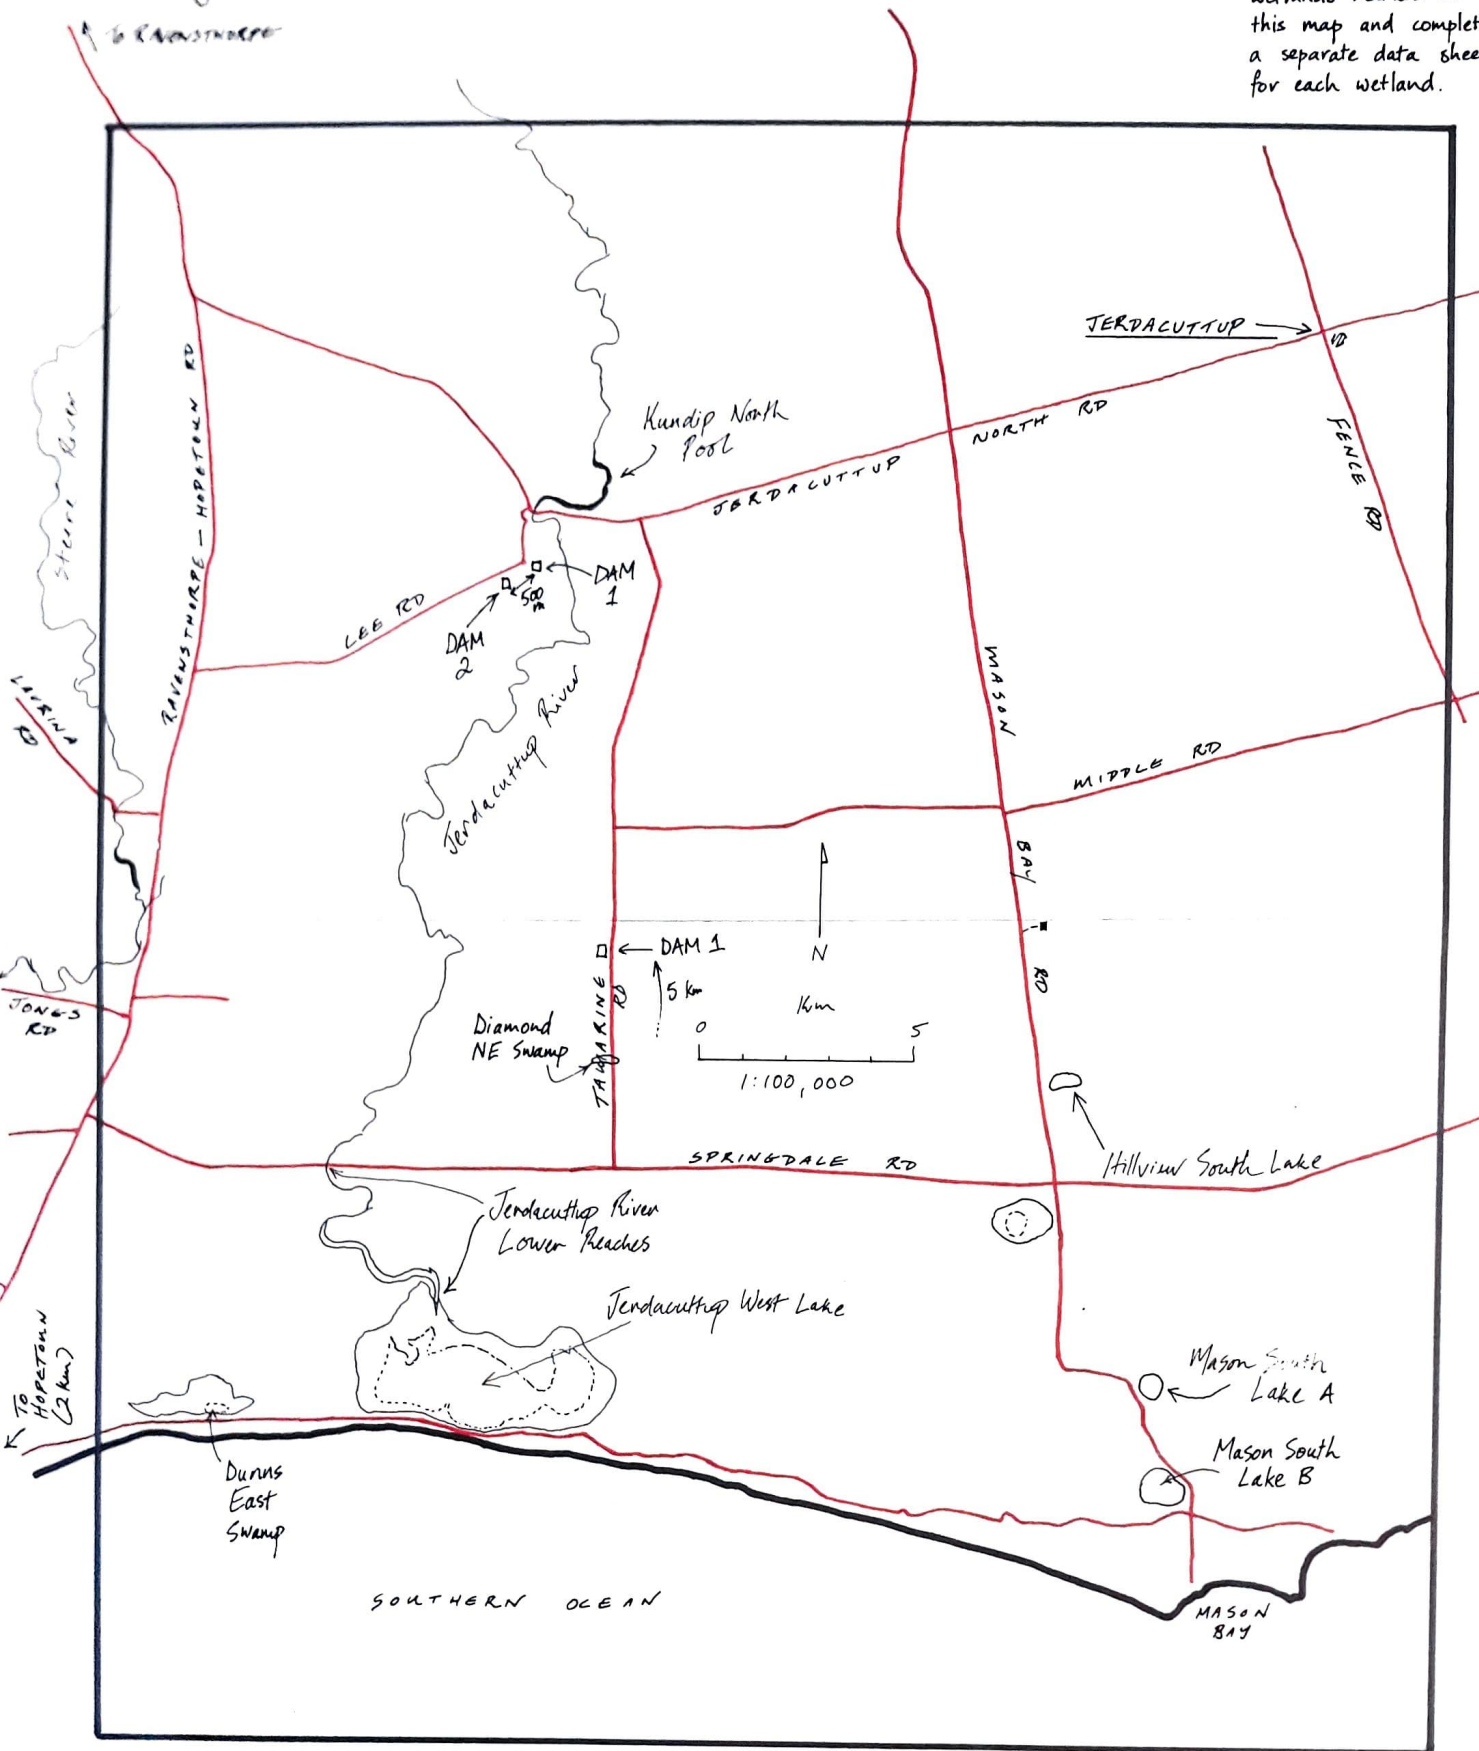 To RAVENSTHORPE
this map and complet
a separate data shee
for each wetland.
JERDACUTTUP
Kundip North
Pool
NORTH RD
JERDACUTTUP
FENCE RD
Steere River
RAVENSTHORPE - HOPETOWN RD
DAM
1
500
m
LEE RD
DAM
2
MASON
Jerdacuttup River
MIDDLE RD
BAY
N
DAM 1
5 km
RD
Km
0 5
1:100,000
JONES
RD
Diamond
NE Swamp
TAMARINE
RD
Hillview South Lake
SPRINGDALE RD
Jerdacuttup River
Lower Reaches
Jerdacuttup West Lake
TO
HOPETOWN
(2 km)
Mason South
Lake A
Mason South
Lake B
Dunns
East
Swamp
SOUTHERN OCEAN
MASON
BAY